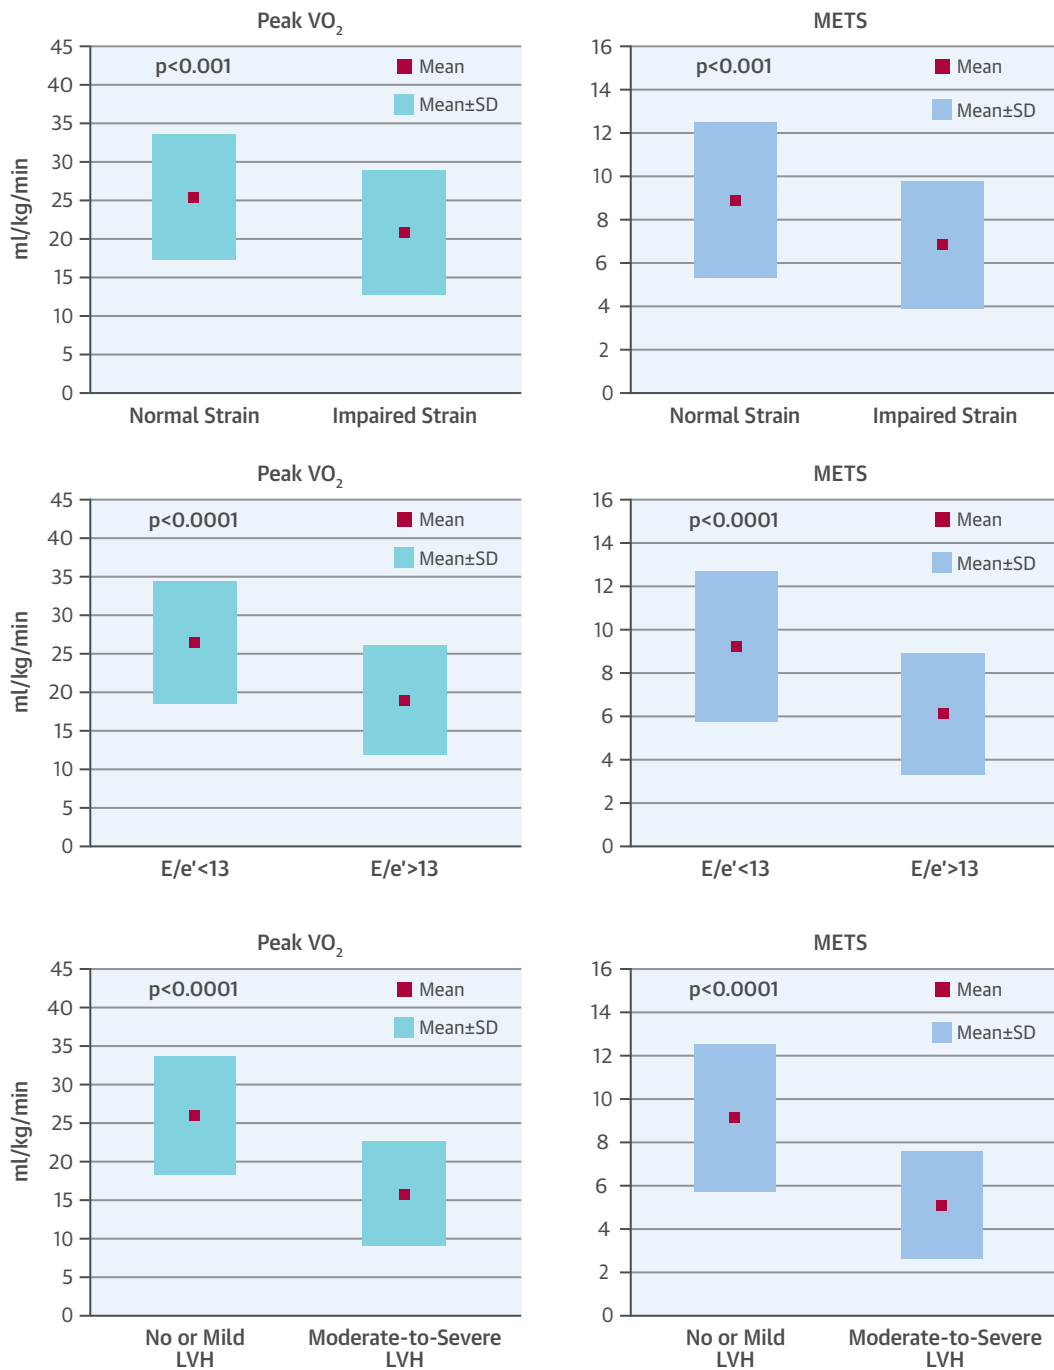 Peak VO₂
45
40
35
30
25
20
15
10
5
0
ml/kg/min
p<0.001
Mean
Mean±SD
Normal Strain
Impaired Strain
METS
16
14
12
10
8
6
4
2
0
p<0.001
Mean
Mean±SD
Normal Strain
Impaired Strain
Peak VO₂
45
40
35
30
25
20
15
10
5
0
ml/kg/min
p<0.0001
Mean
Mean±SD
E/e'<13
E/e'>13
METS
16
14
12
10
8
6
4
2
0
p<0.0001
Mean
Mean±SD
E/e'<13
E/e'>13
Peak VO₂
45
40
35
30
25
20
15
10
5
0
ml/kg/min
p<0.0001
Mean
Mean±SD
No or Mild
LVH
Moderate-to-Severe
LVH
METS
16
14
12
10
8
6
4
2
0
p<0.0001
Mean
Mean±SD
No or Mild
LVH
Moderate-to-Severe
LVH